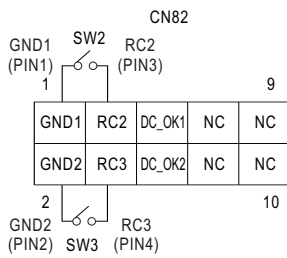 CN82
GND1 SW2 RC2
(PIN1) (PIN3)
1 9
GND1 RC2 DC_OK1 NC NC
GND2 RC3 DC_OK2 NC NC
2 10
GND2 RC3
(PIN2) SW3 (PIN4)